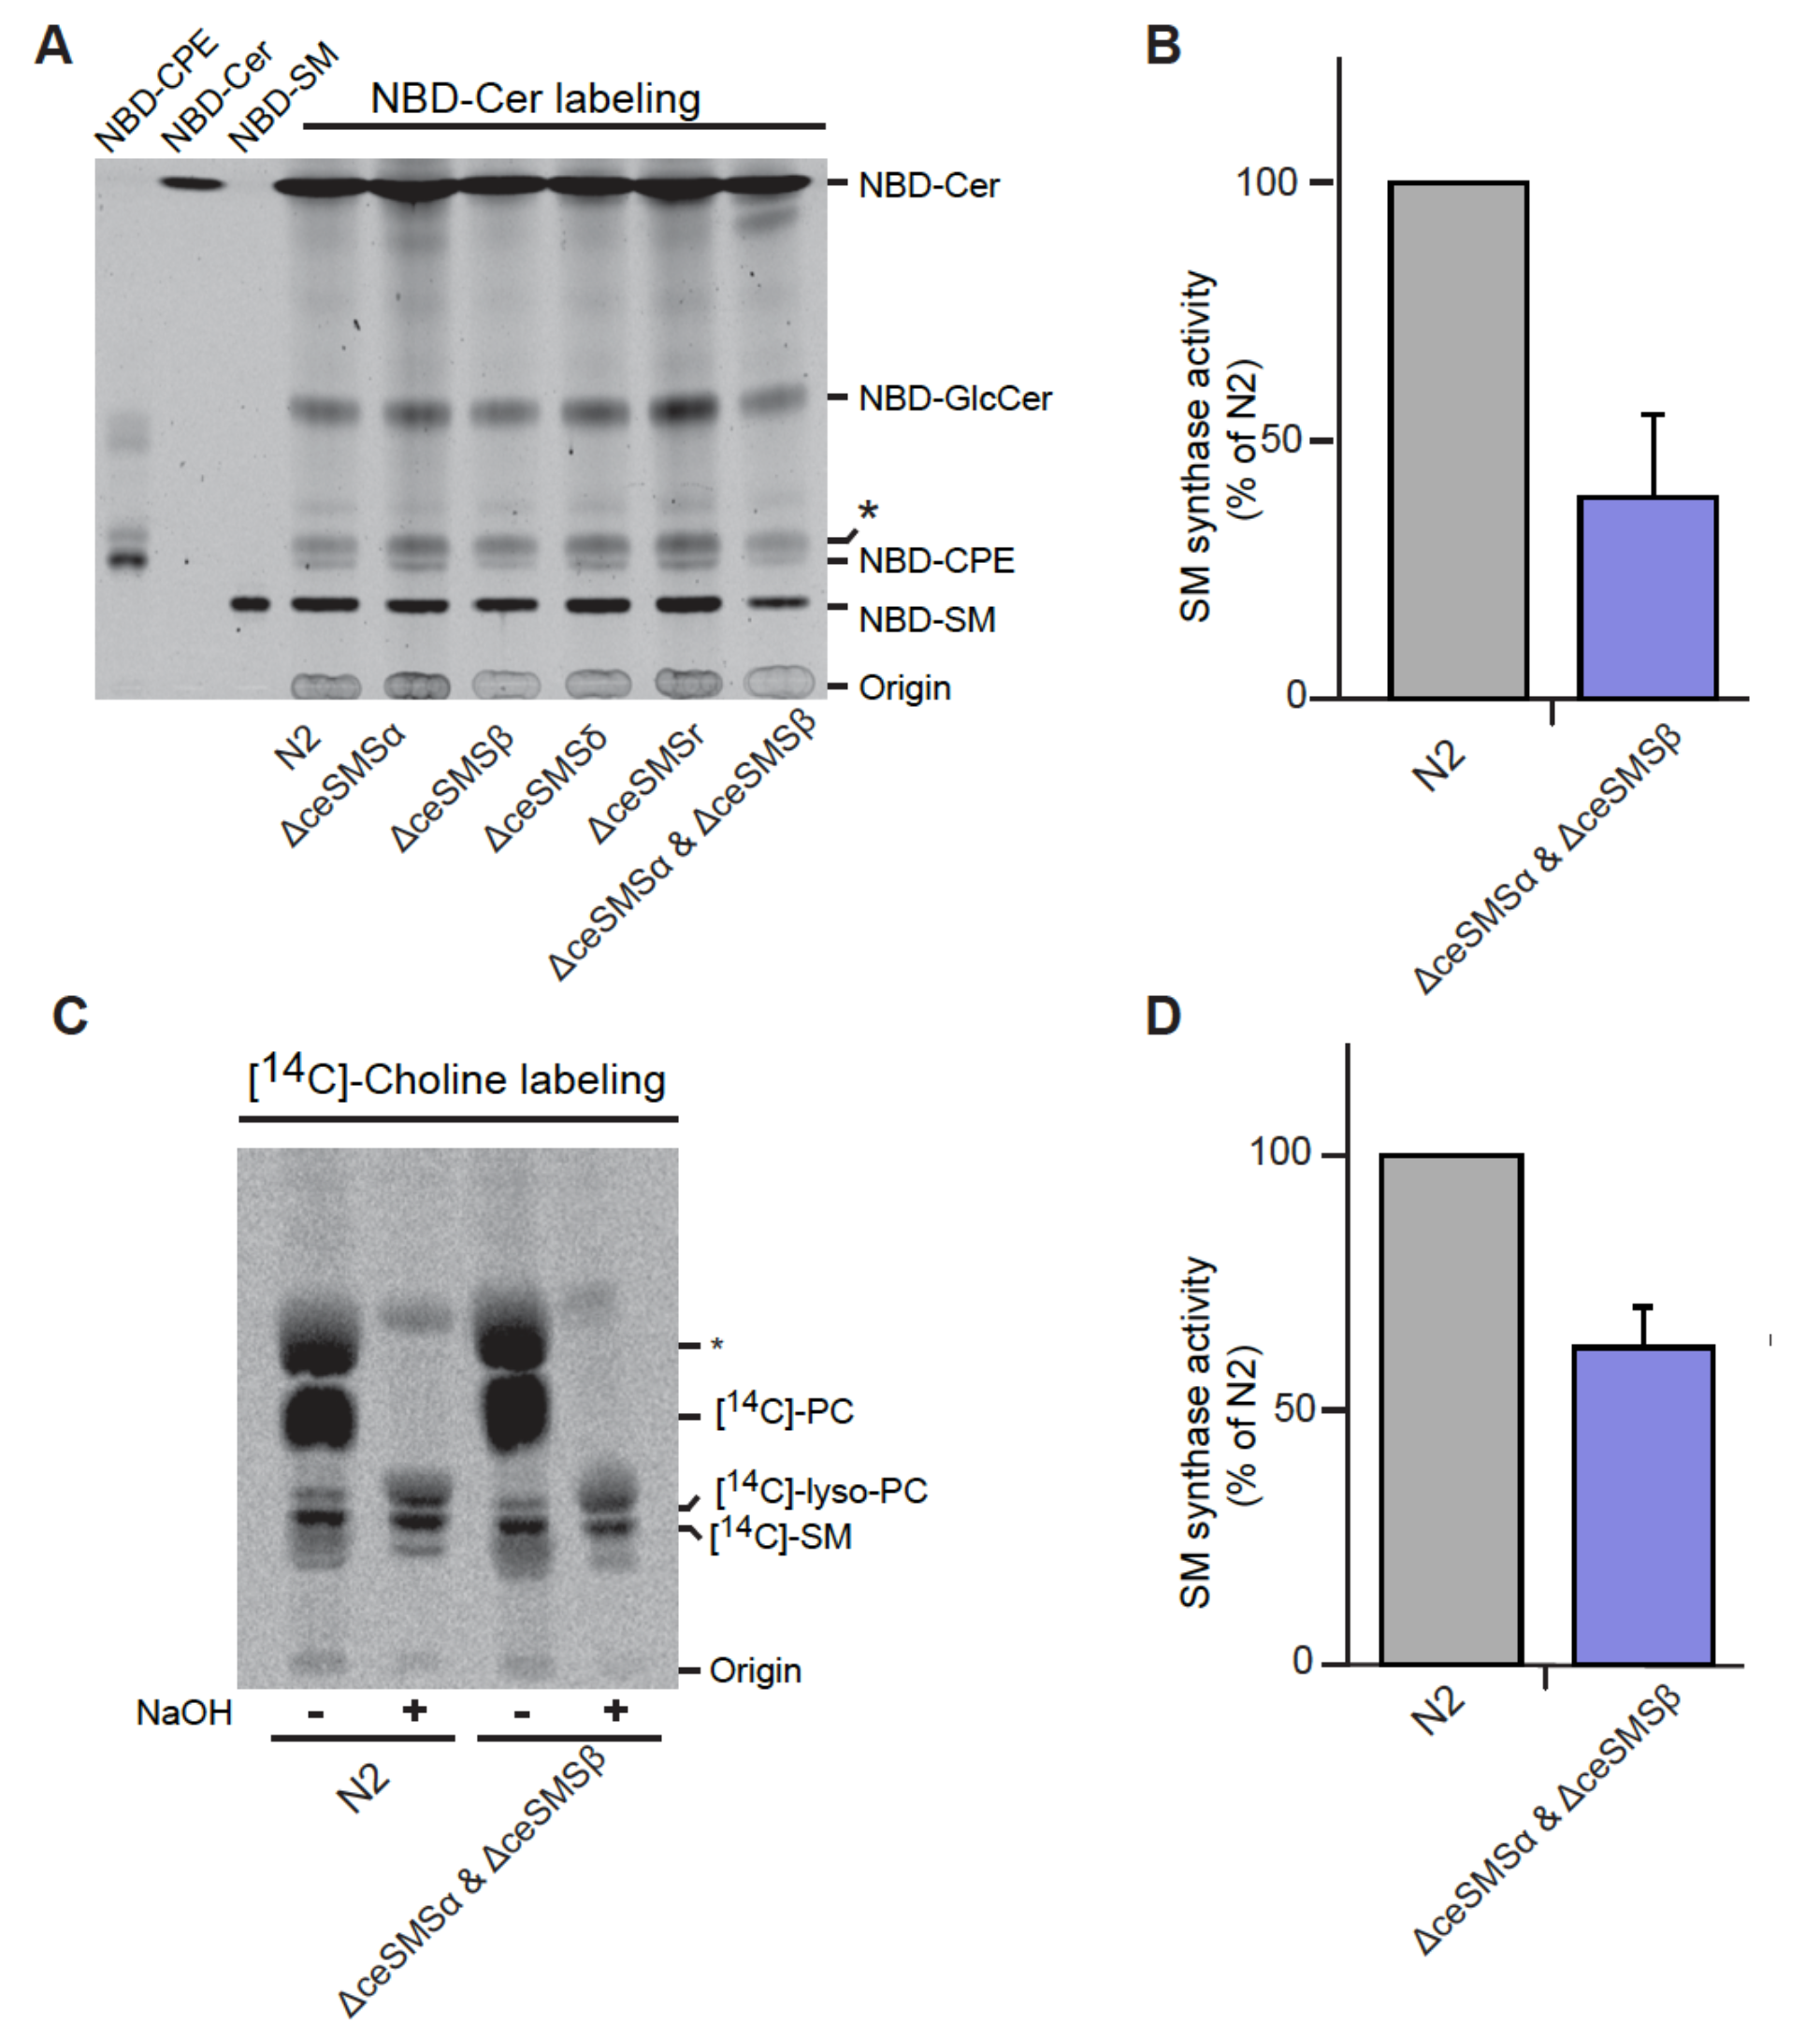 A
NBD-CPE
NBD-Cer
NBD-SM
NBD-Cer labeling
NBD-Cer
NBD-GlcCer
*
NBD-CPE
NBD-SM
Origin
N2
ΔceSMSα
ΔceSMSβ
ΔceSMSδ
ΔceSMSr
ΔceSMSα & ΔceSMSβ
B
SM synthase activity
(% of N2)
100
50
0
N2
ΔceSMSα & ΔceSMSβ
C
[14C]-Choline labeling
*
[14C]-PC
[14C]-lyso-PC
[14C]-SM
Origin
NaOH - + - +
N2
ΔceSMSα & ΔceSMSβ
D
SM synthase activity
(% of N2)
100
50
0
N2
ΔceSMSα & ΔceSMSβ